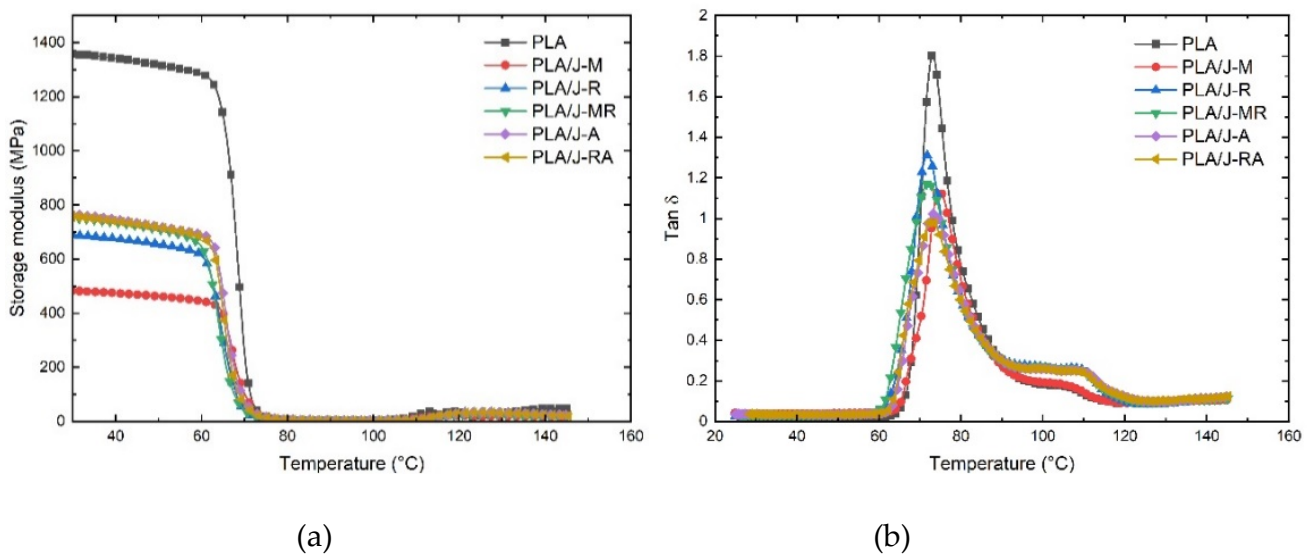 1400
1200
1000
800
600
400
200
0
Storage modulus (MPa)
40 60 80 100 120 140 160
Temperature (°C)
PLA
PLA/J-M
PLA/J-R
PLA/J-MR
PLA/J-A
PLA/J-RA
(a)
2
1.8
1.6
1.4
1.2
1
0.8
0.6
0.4
0.2
0
Tan δ
20 40 60 80 100 120 140 160
Temperature (°C)
PLA
PLA/J-M
PLA/J-R
PLA/J-MR
PLA/J-A
PLA/J-RA
(b)